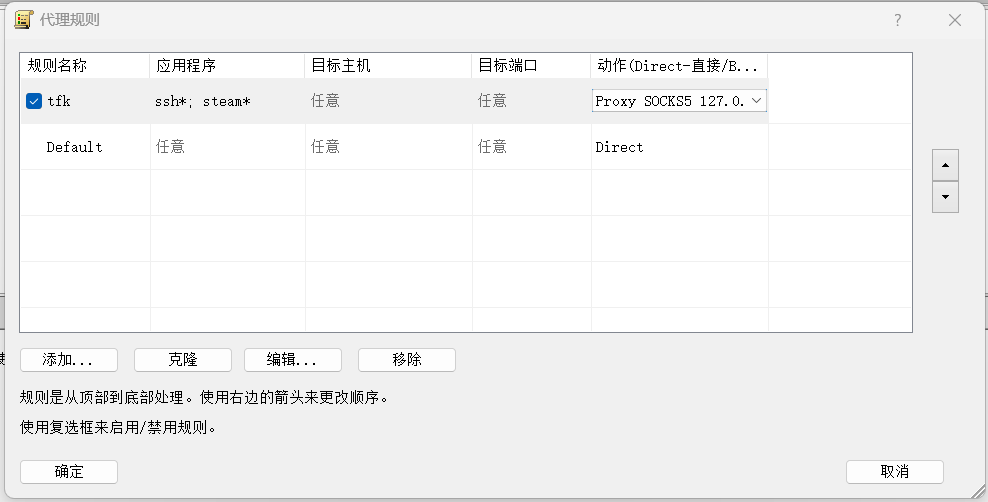 代理规则
规则名称 应用程序 目标主机 目标端口 动作(Direct-直接/B...
tfk ssh*; steam* 任意 任意 Proxy SOCKS5 127.0.
Default 任意 任意 任意 Direct
添加... 克隆 编辑... 移除
规则是从顶部到底部处理。使用右边的箭头来更改顺序。
使用复选框来启用/禁用规则。
确定 取消